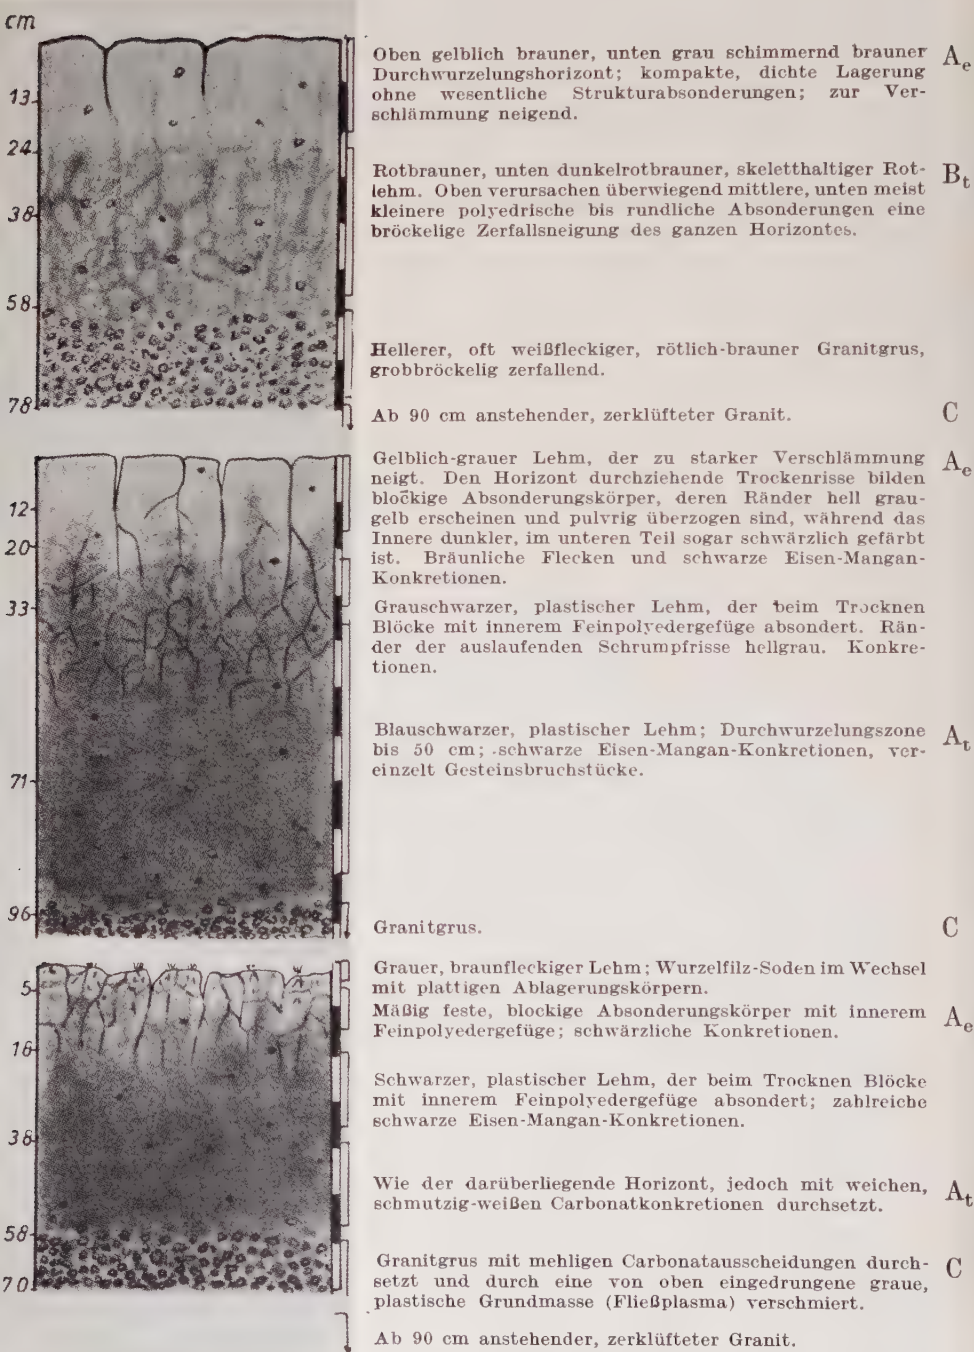 cm
Oben gelblich brauner, unten grau schimmernd brauner
Durchwurzelungshorizont; kompakte, dichte Lagerung
ohne wesentliche Strukturabsonderungen; zur Ver-
schlämmung neigend.
Ae
13
24
Rotbrauner, unten dunkelrotbrauner, skeletthaltiger Rot-
lehm. Oben verursachen überwiegend mittlere, unten meist
kleinere polyedrische bis rundliche Absonderungen eine
bröckelige Zerfallsneigung des ganzen Horizontes.
Bt
38
58
Hellerer, oft weißfleckiger, rötlich-brauner Granitgrus,
grobbröckelig zerfallend.
78
Ab 90 cm anstehender, zerklüfteter Granit.
C
Gelblich-grauer Lehm, der zu starker Verschlämmung
neigt. Den Horizont durchziehende Trockenrisse bilden
blockige Absonderungskörper, deren Ränder hell grau-
gelb erscheinen und pulvrig überzogen sind, während das
Innere dunkler, im unteren Teil sogar schwärzlich gefärbt
ist. Bräunliche Flecken und schwarze Eisen-Mangan-
Konkretionen.
Ae
12
20
33
Grauschwarzer, plastischer Lehm, der beim Trocknen
Blöcke mit innerem Feinpolyedergefüge absondert. Rän-
der der auslaufenden Schrumpfrisse hellgrau. Konkre-
tionen.
Blauschwarzer, plastischer Lehm; Durchwurzelungszone
bis 50 cm; schwarze Eisen-Mangan-Konkretionen, ver-
einzelt Gesteinsbruchstücke.
At
71
96
Granitgrus.
C
Grauer, braunfleckiger Lehm; Wurzelfilz-Soden im Wechsel
mit plattigen Ablagerungskörpern.
5
Mäßig feste, blockige Absonderungskörper mit innerem
Feinpolyedergefüge; schwärzliche Konkretionen.
Ae
16
Schwarzer, plastischer Lehm, der beim Trocknen Blöcke
mit innerem Feinpolyedergefüge absondert; zahlreiche
schwarze Eisen-Mangan-Konkretionen.
38
Wie der darüberliegende Horizont, jedoch mit weichen,
schmutzig-weißen Carbonatkonkretionen durchsetzt.
At
58
Granitgrus mit mehligen Carbonatausscheidungen durch-
setzt und durch eine von oben eingedrungene graue,
plastische Grundmasse (Fließplasma) verschmiert.
C
70
Ab 90 cm anstehender, zerklüfteter Granit.